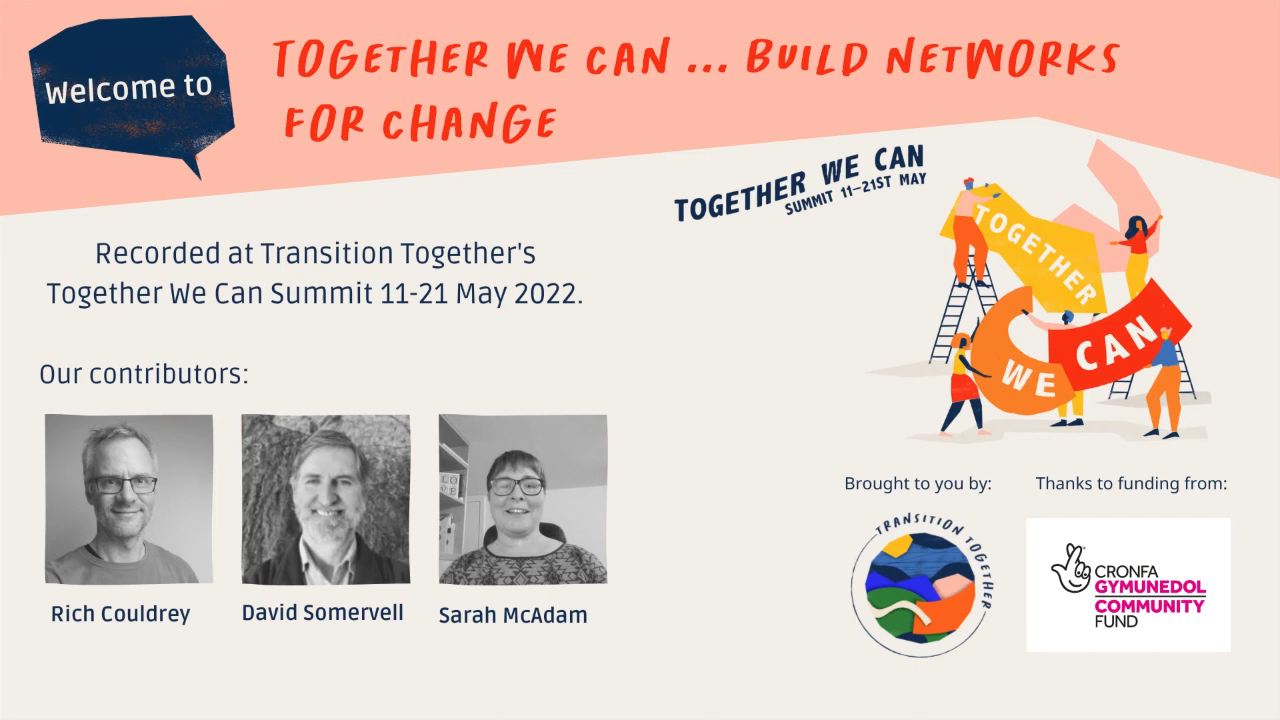 Welcome to
TOGETHER WE CAN ... BUILD NETWORKS
FOR CHANGE
TOGETHER WE CAN
SUMMIT 11-21ST MAY
TOGETHER
WE
CAN
Recorded at Transition Together's
Together We Can Summit 11-21 May 2022.
Our contributors:
Rich Couldrey
David Somervell
Sarah McAdam
Brought to you by:
TRANSITION TOGETHER
Thanks to funding from:
CRONFA
GYMUNEDOL
COMMUNITY
FUND